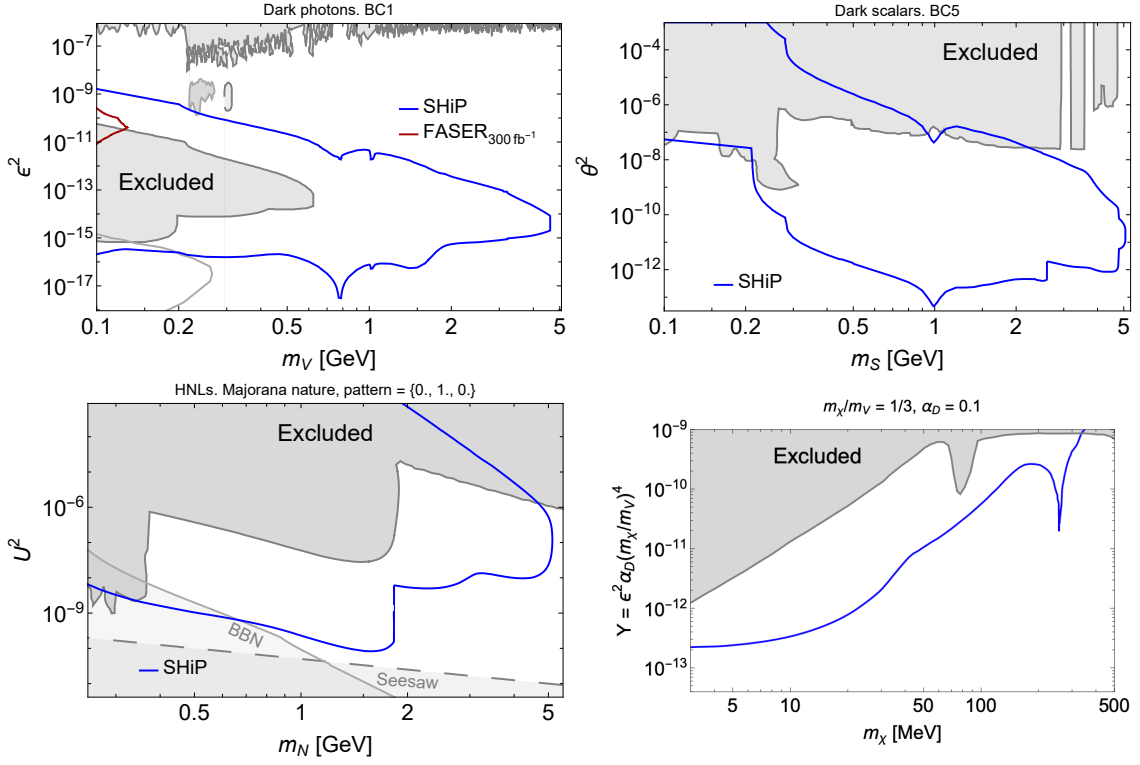 Dark photons. BC1
10⁻⁷
10⁻⁹
10⁻¹¹
10⁻¹³
10⁻¹⁵
10⁻¹⁷
ϵ²
SHiP
FASER₃₀₀ fb⁻¹
Excluded
0.1 0.2 0.5 1 2 5
m_V [GeV]
Dark scalars. BC5
10⁻⁴
10⁻⁶
10⁻⁸
10⁻¹⁰
10⁻¹²
θ²
Excluded
SHiP
0.1 0.2 0.5 1 2 5
m_S [GeV]
HNLs. Majorana nature, pattern = {0., 1., 0.}
10⁻⁶
10⁻⁹
U²
Excluded
BBN
Seesaw
SHiP
0.5 1 2 5
m_N [GeV]
m_χ/m_V = 1/3, α_D = 0.1
10⁻⁹
10⁻¹⁰
10⁻¹¹
10⁻¹²
10⁻¹³
Y = ϵ² α_D(m_χ/m_V)⁴
Excluded
5 10 50 100 500
m_χ [MeV]